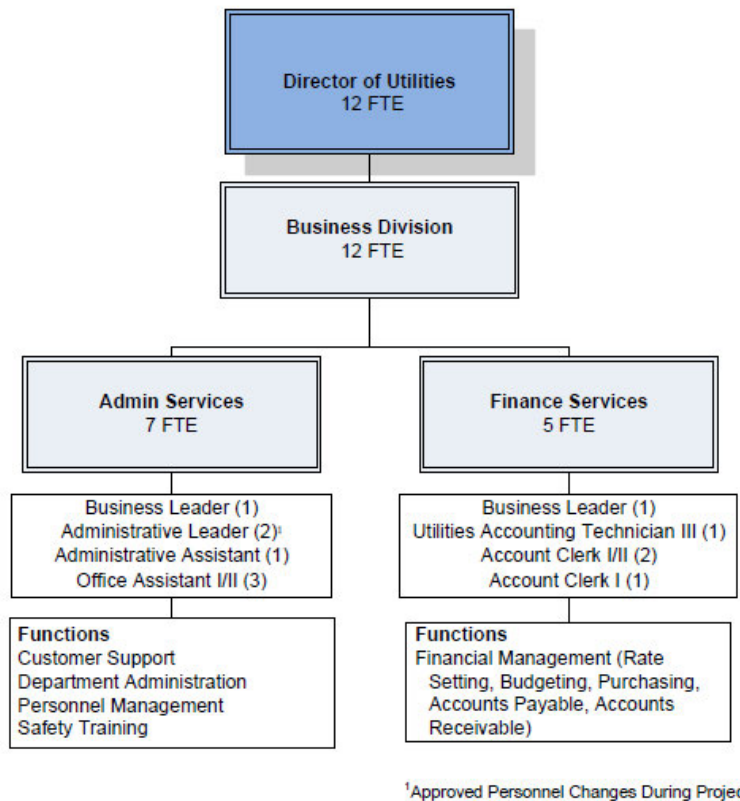 Director of Utilities
12 FTE
Business Division
12 FTE
Admin Services
7 FTE
Finance Services
5 FTE
Business Leader (1)
Administrative Leader (2)¹
Administrative Assistant (1)
Office Assistant I/II (3)
Business Leader (1)
Utilities Accounting Technician III (1)
Account Clerk I/II (2)
Account Clerk I (1)
Functions
Customer Support
Department Administration
Personnel Management
Safety Training
Functions
Financial Management (Rate
Setting, Budgeting, Purchasing,
Accounts Payable, Accounts
Receivable)
¹Approved Personnel Changes During Projec